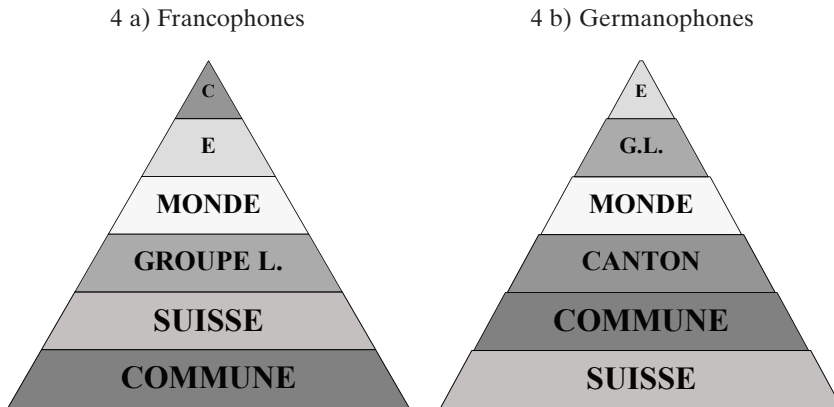 4 a) Francophones
C
E
MONDE
GROUPE L.
SUISSE
COMMUNE
4 b) Germanophones
E
G.L.
MONDE
CANTON
COMMUNE
SUISSE